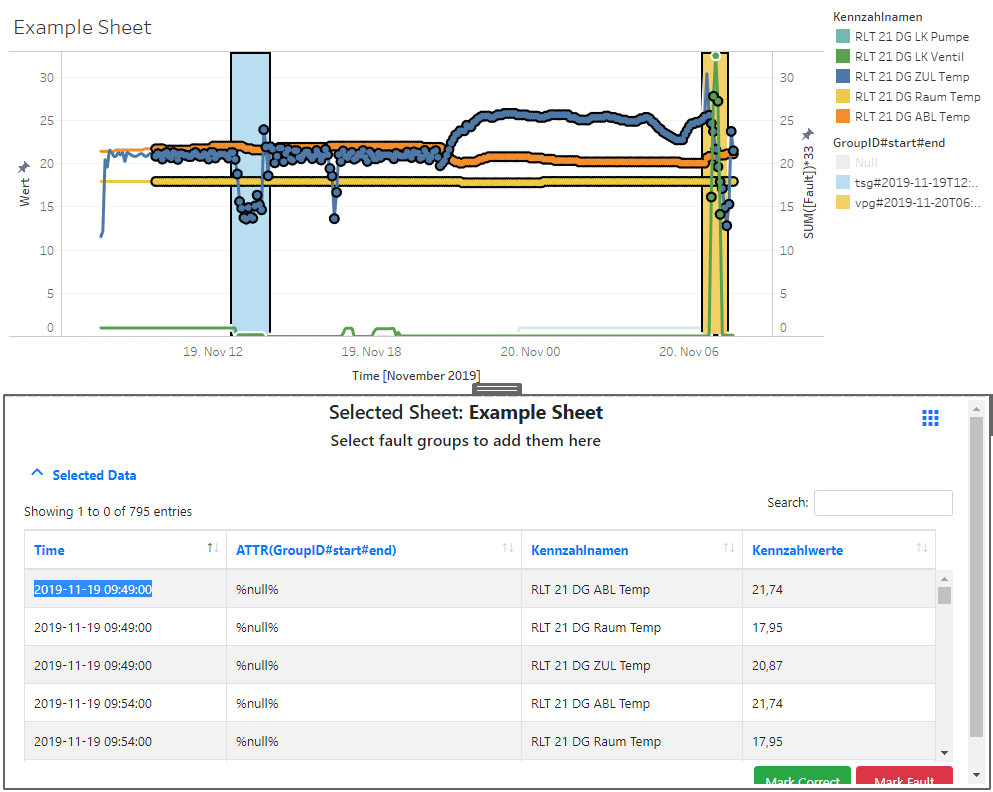 Example Sheet
Kennzahlnamen
RLT 21 DG LK Pumpe
RLT 21 DG LK Ventil
RLT 21 DG ZUL Temp
RLT 21 DG Raum Temp
RLT 21 DG ABL Temp
GroupID#start#end
Null
tsg#2019-11-19T12:..
vpg#2019-11-20T06:..
30
25
20
15
10
5
0
Wert
30
25
20
15
10
5
0
SUM([Fault])*33
19. Nov 12
19. Nov 18
20. Nov 00
20. Nov 06
Time [November 2019]
Selected Sheet: Example Sheet
Select fault groups to add them here
Selected Data
Showing 1 to 0 of 795 entries
Search:
Time ATTR(GroupID#start#end) Kennzahlnamen Kennzahlwerte
2019-11-19 09:49:00 %null% RLT 21 DG ABL Temp 21,74
2019-11-19 09:49:00 %null% RLT 21 DG Raum Temp 17,95
2019-11-19 09:49:00 %null% RLT 21 DG ZUL Temp 20,87
2019-11-19 09:54:00 %null% RLT 21 DG ABL Temp 21,74
2019-11-19 09:54:00 %null% RLT 21 DG Raum Temp 17,95
Mark Correct Mark Fault